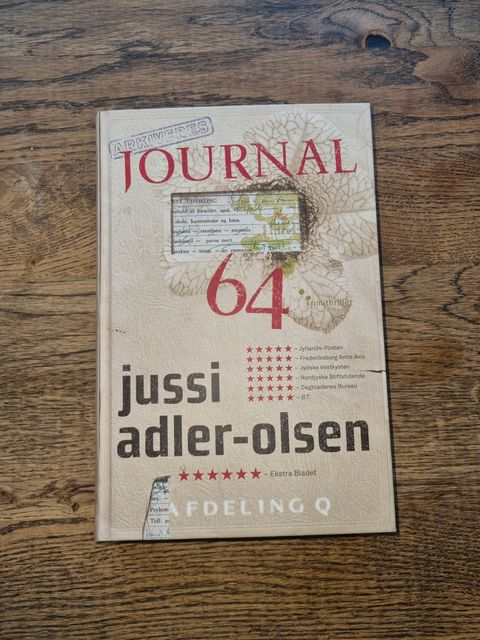 ARKIVERES
JOURNAL
64
krimithriller
★★★★★ – Jyllands-Posten
★★★★★ – Frederiksborg Amts Avis
★★★★★ – Jydske Vestkysten
★★★★★ – Nordjyske Stiftstidende
★★★★★ – Dagbladenes Bureau
★★★★★ – B.T.
jussi
adler-olsen
★★★★★★ – Ekstra Bladet
AFDELING Q